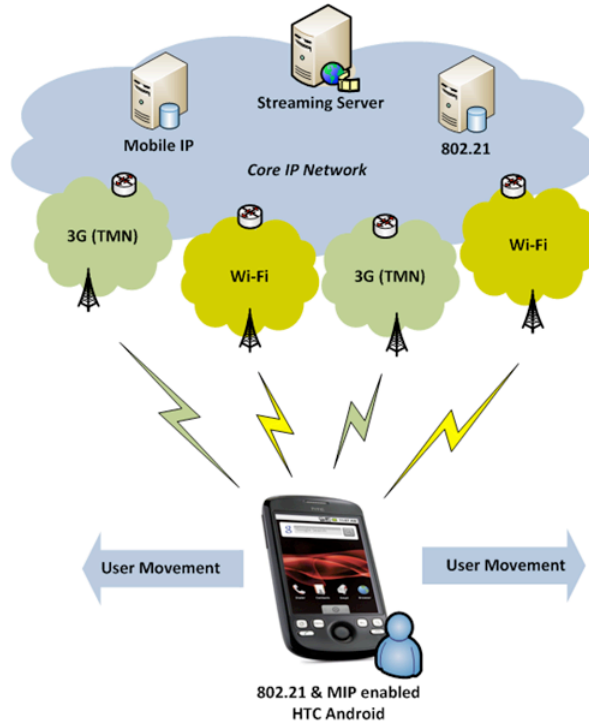 Streaming Server
Mobile IP
802.21
Core IP Network
3G (TMN)
Wi-Fi
3G (TMN)
Wi-Fi
User Movement
User Movement
htc
802.21 & MIP enabled
HTC Android